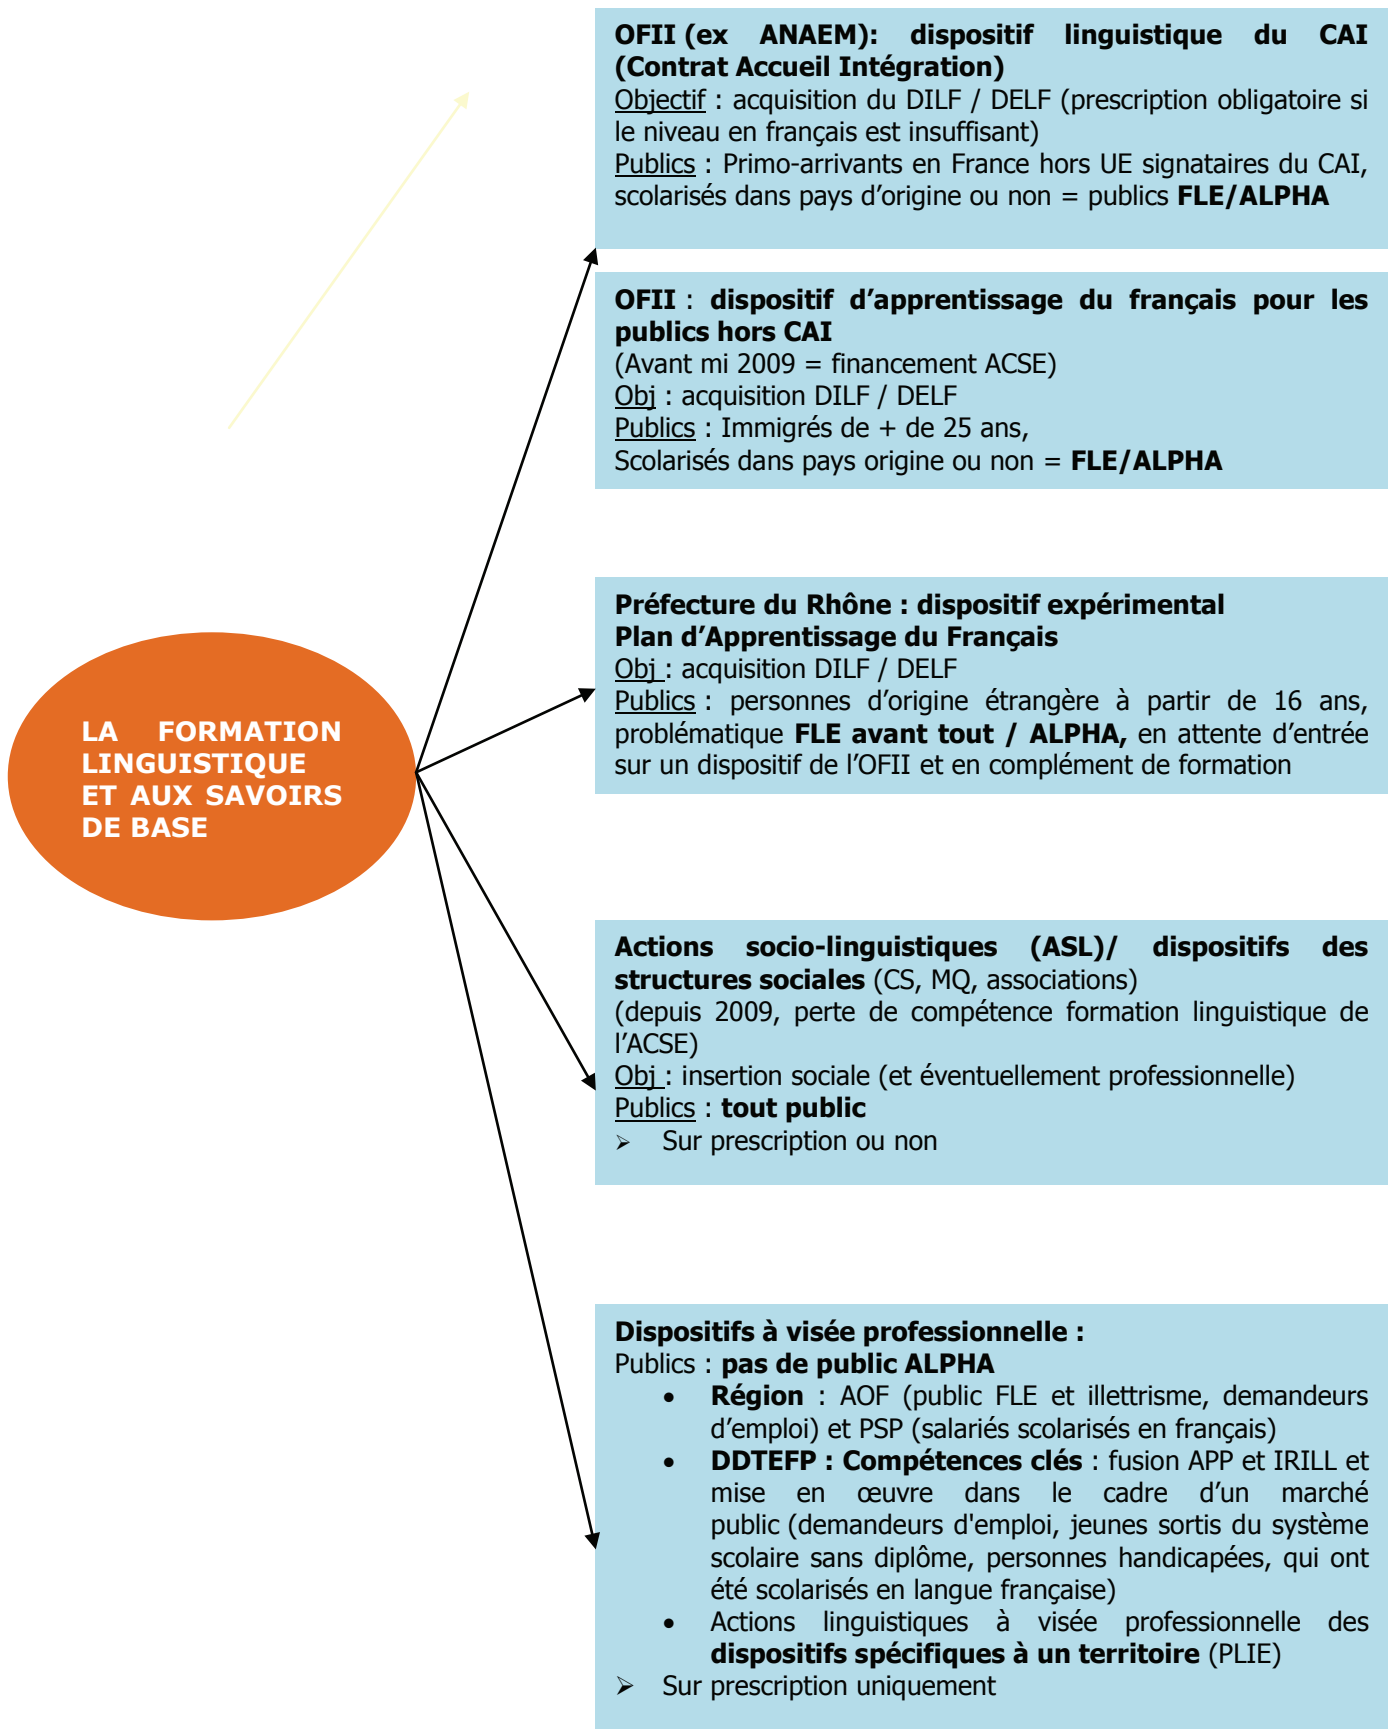 OFII (ex ANAEM): dispositif linguistique du CAI
(Contrat Accueil Intégration)
Objectif : acquisition du DILF / DELF (prescription obligatoire si
le niveau en français est insuffisant)
Publics : Primo-arrivants en France hors UE signataires du CAI,
scolarisés dans pays d’origine ou non = publics FLE/ALPHA
OFII : dispositif d’apprentissage du français pour les
publics hors CAI
(Avant mi 2009 = financement ACSE)
Obj : acquisition DILF / DELF
Publics : Immigrés de + de 25 ans,
Scolarisés dans pays origine ou non = FLE/ALPHA
Préfecture du Rhône : dispositif expérimental
Plan d’Apprentissage du Français
Obj : acquisition DILF / DELF
Publics : personnes d’origine étrangère à partir de 16 ans,
problématique FLE avant tout / ALPHA, en attente d’entrée
sur un dispositif de l’OFII et en complément de formation
LA FORMATION
LINGUISTIQUE
ET AUX SAVOIRS
DE BASE
Actions socio-linguistiques (ASL)/ dispositifs des
structures sociales (CS, MQ, associations)
(depuis 2009, perte de compétence formation linguistique de
l’ACSE)
Obj : insertion sociale (et éventuellement professionnelle)
Publics : tout public
➢ Sur prescription ou non
Dispositifs à visée professionnelle :
Publics : pas de public ALPHA
• Région : AOF (public FLE et illettrisme, demandeurs
d’emploi) et PSP (salariés scolarisés en français)
• DDTEFP : Compétences clés : fusion APP et IRILL et
mise en œuvre dans le cadre d’un marché
public (demandeurs d'emploi, jeunes sortis du système
scolaire sans diplôme, personnes handicapées, qui ont
été scolarisés en langue française)
• Actions linguistiques à visée professionnelle des
dispositifs spécifiques à un territoire (PLIE)
➢ Sur prescription uniquement